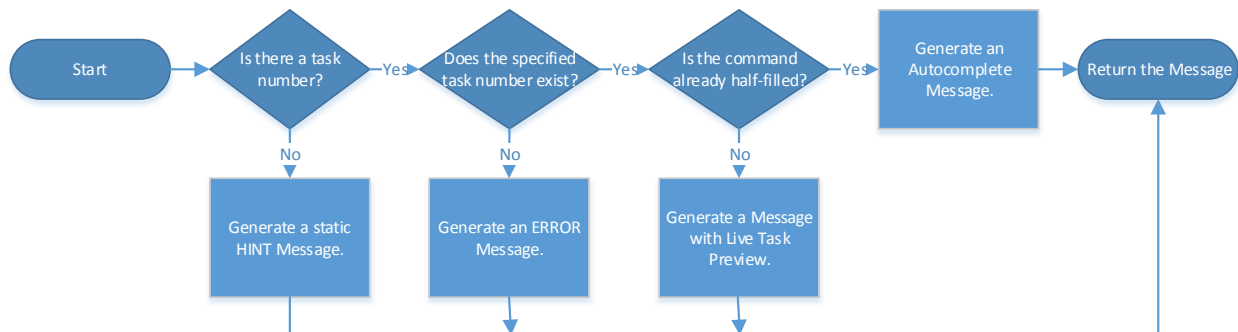 Start
Is there a task
number?
Yes
Does the specified
task number exist?
Yes
Is the command
already half-filled?
Yes
Generate an
Autocomplete
Message.
Return the Message
No
No
No
Generate a static
HINT Message.
Generate an ERROR
Message.
Generate a Message
with Live Task
Preview.